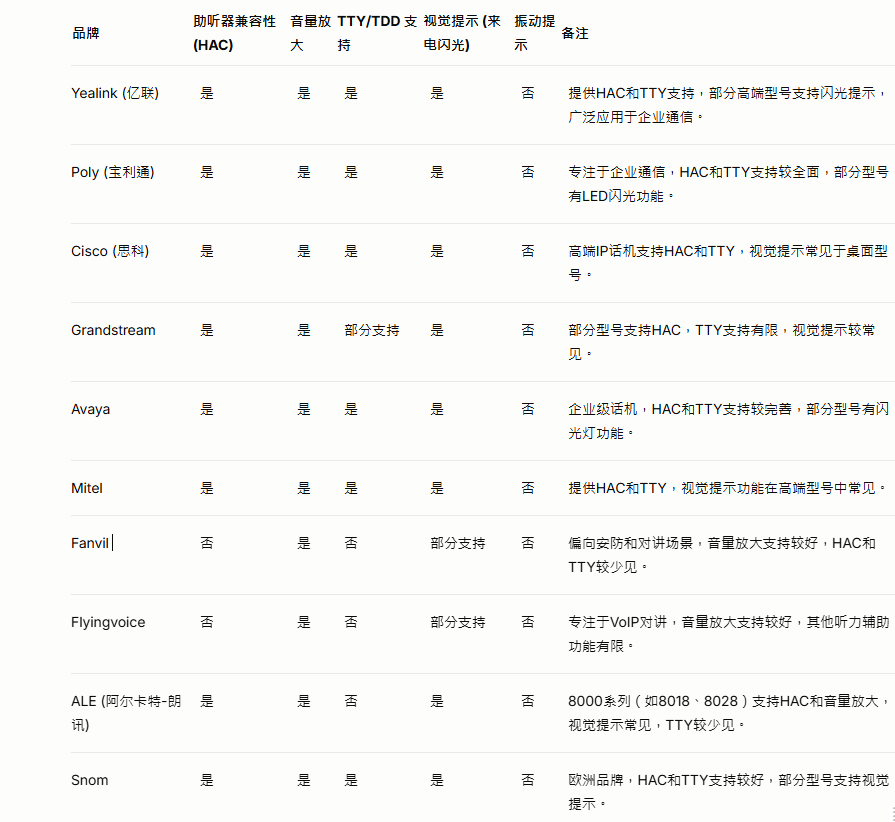 品牌 助听器兼容性 (HAC) 音量放大 TTY/TDD 支持 视觉提示 (来电闪光) 振动提示 备注
Yealink (亿联) 是 是 是 是 否 提供HAC和TTY支持，部分高端型号支持闪光提示，
广泛应用于企业通信。
Poly (宝利通) 是 是 是 是 否 专注于企业通信，HAC和TTY支持较全面，部分型号
有LED闪光功能。
Cisco (思科) 是 是 是 是 否 高端IP话机支持HAC和TTY，视觉提示常见于桌面型
号。
Grandstream 是 是 部分支持 是 否 部分型号支持HAC，TTY支持有限，视觉提示较常
见。
Avaya 是 是 是 是 否 企业级话机，HAC和TTY支持较完善，部分型号有闪
光灯功能。
Mitel 是 是 是 是 否 提供HAC和TTY，视觉提示功能在高端型号中常见。
Fanvil 否 是 否 部分支持 否 偏向安防和对讲场景，音量放大支持较好，HAC和
TTY较少见。
Flyingvoice 否 是 否 部分支持 否 专注于VoIP对讲，音量放大支持较好，其他听力辅助
功能有限。
ALE (阿尔卡特-朗讯) 是 是 否 是 否 8000系列（如8018、8028）支持HAC和音量放大，
视觉提示常见，TTY较少见。
Snom 是 是 是 是 否 欧洲品牌，HAC和TTY支持较好，部分型号支持视觉
提示。